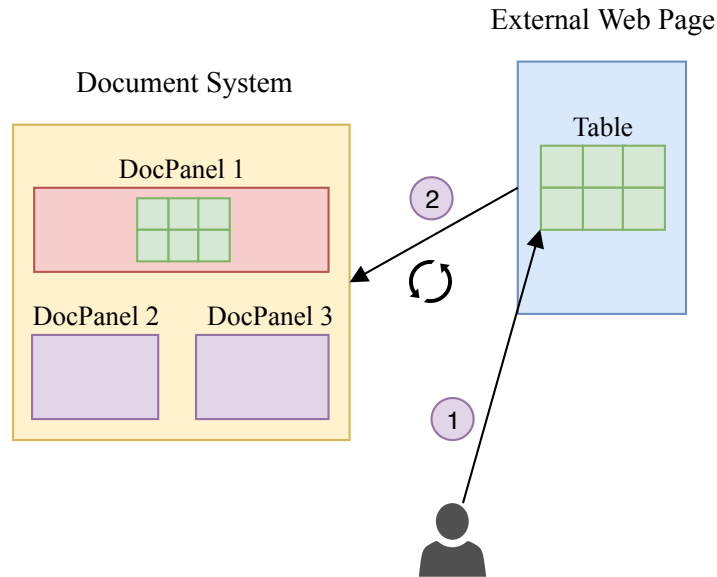 External Web Page
Document System
Table
DocPanel 1
2
DocPanel 2
DocPanel 3
1